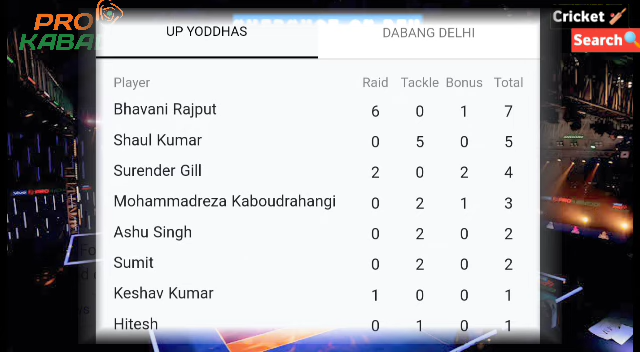 PRO
KABAD
Cricket
Search
UP YODDHAS
DABANG DELHI
Player Raid Tackle Bonus Total
Bhavani Rajput 6 0 1 7
Shaul Kumar 0 5 0 5
Surender Gill 2 0 2 4
Mohammadreza Kaboudrahangi 0 2 1 3
Ashu Singh 0 2 0 2
Sumit 0 2 0 2
Keshav Kumar 1 0 0 1
Hitesh 0 1 0 1